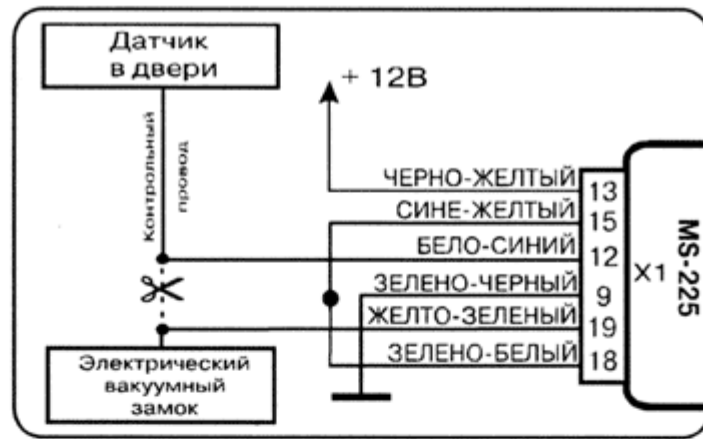 Датчик
в двери
Контрольный
провод
+ 12В
ЧЕРНО-ЖЕЛТЫЙ 13
СИНЕ-ЖЕЛТЫЙ 15
БЕЛО-СИНИЙ 12
ЗЕЛЕНО-ЧЕРНЫЙ 9
ЖЕЛТО-ЗЕЛЕНЫЙ 19
ЗЕЛЕНО-БЕЛЫЙ 18
X1
MS-225
Электрический
вакуумный
замок